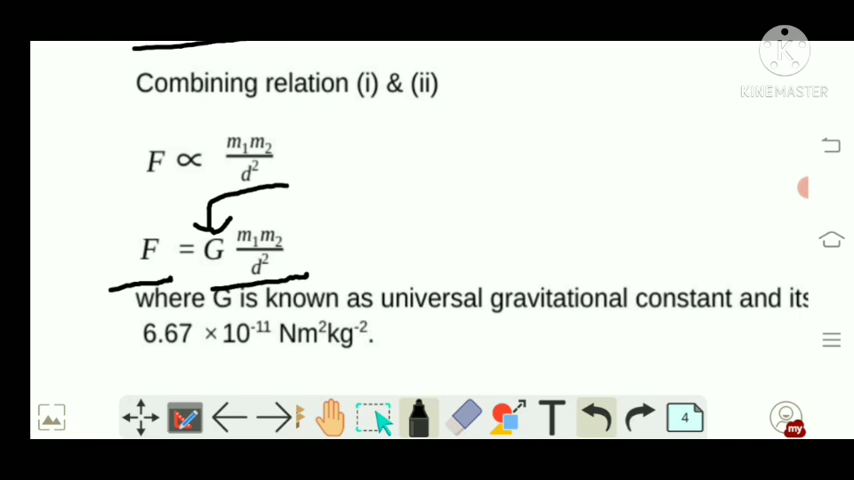 KINEMASTER
Combining relation (i) & (ii)
F ∝ m₁m₂/d²
F = G m₁m₂/d²
where G is known as universal gravitational constant and its
6.67 × 10⁻¹¹ Nm²kg⁻².
T
4
my